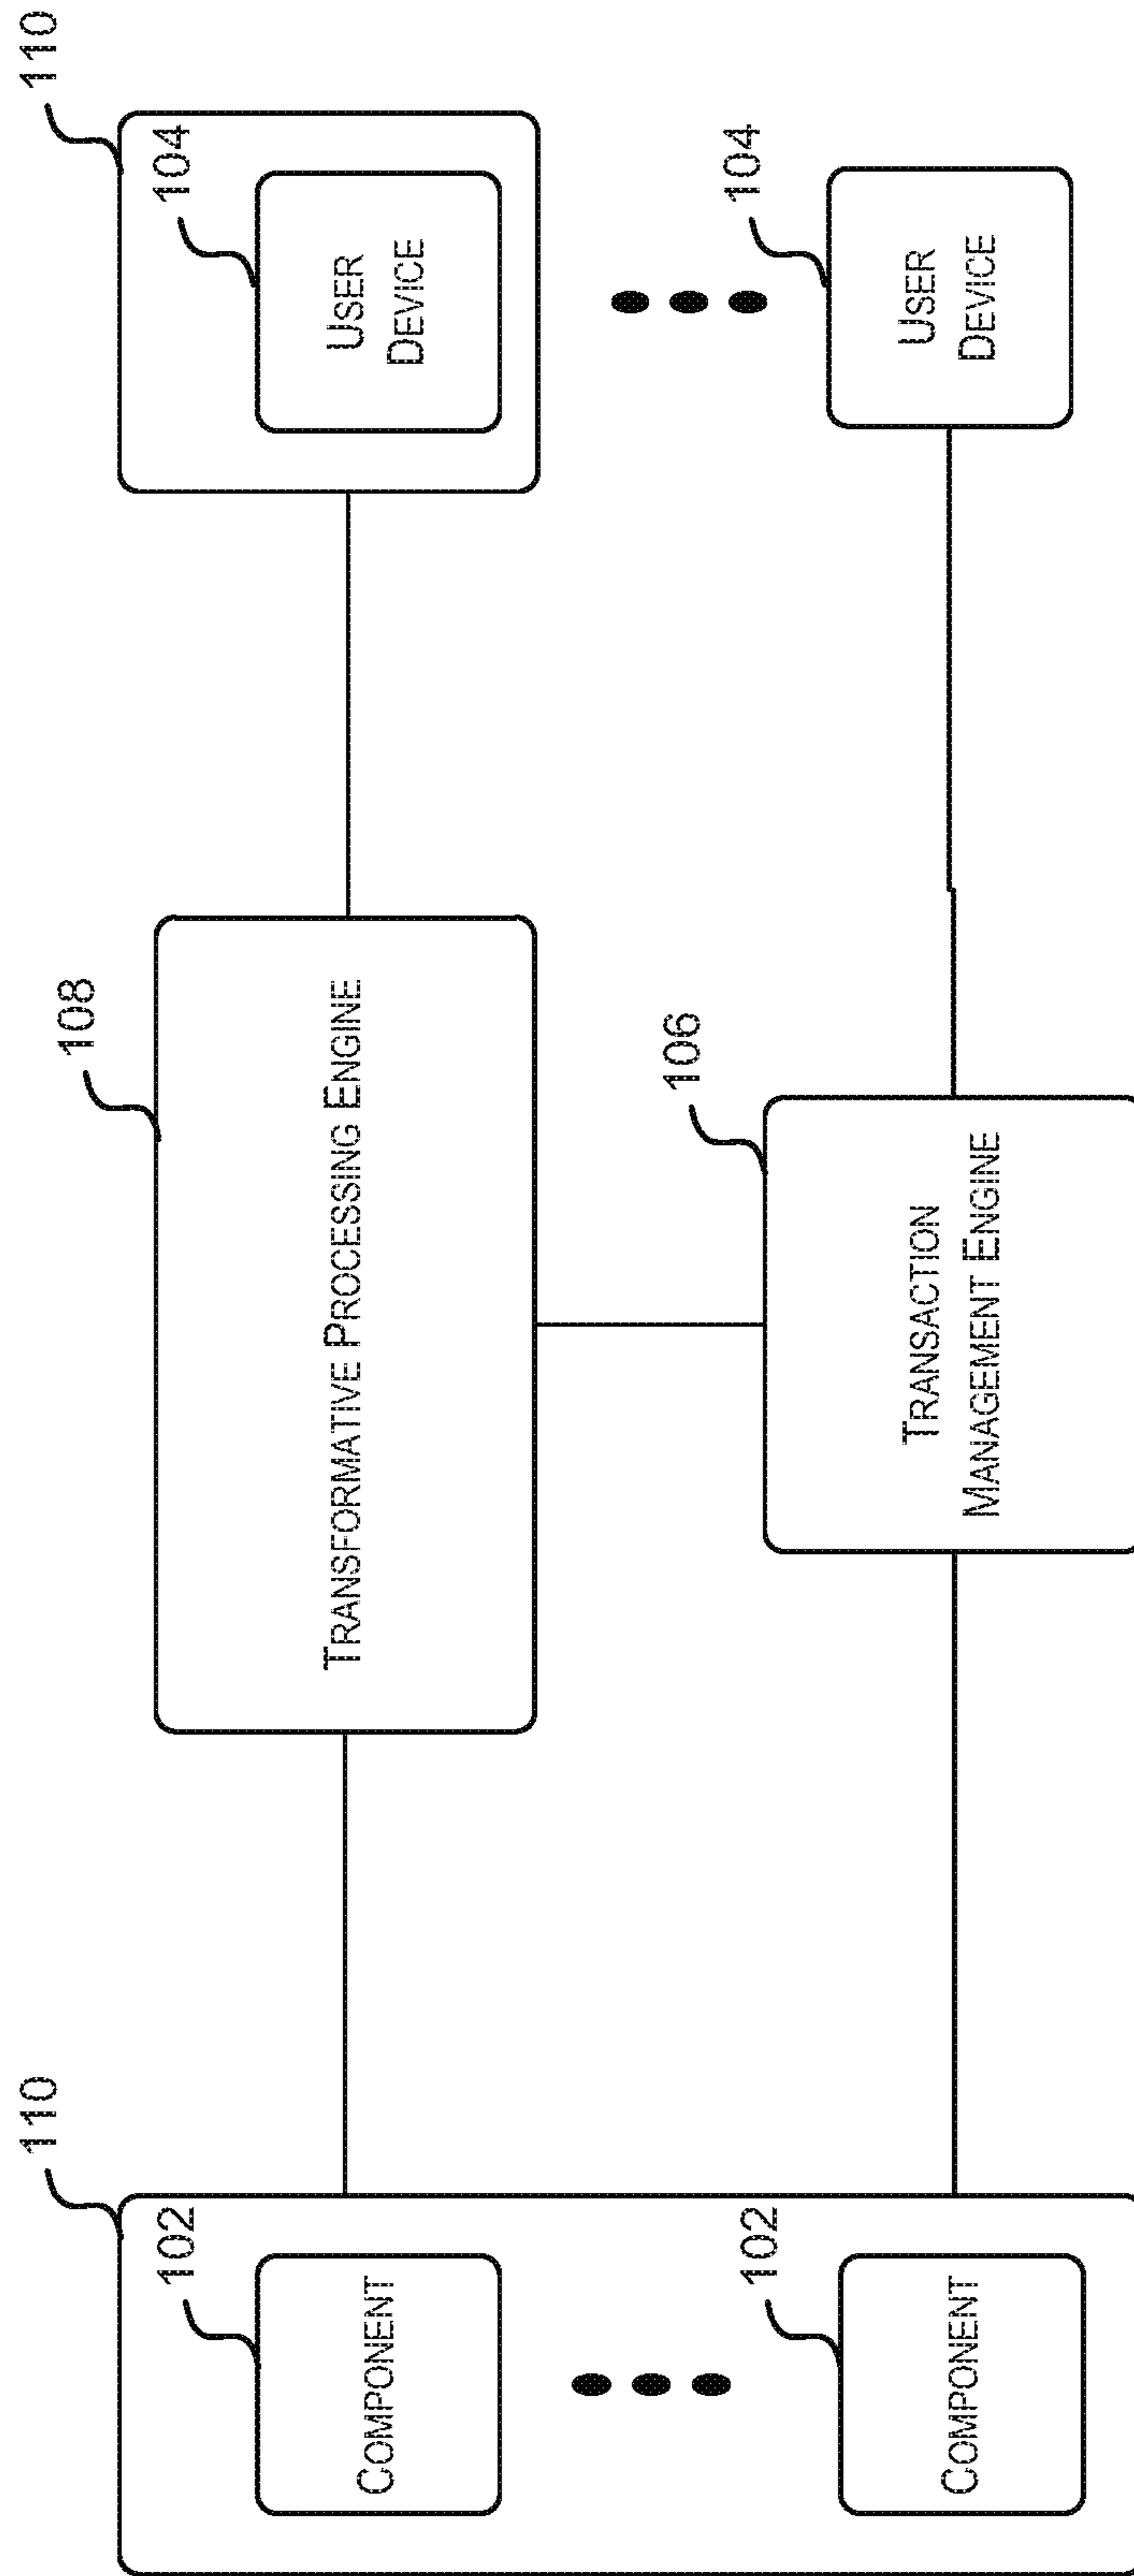 110
110
108
102
104
COMPONENT
TRANSFORMATIVE PROCESSING ENGINE
USER
DEVICE
106
102
104
COMPONENT
TRANSACTION
MANAGEMENT ENGINE
USER
DEVICE